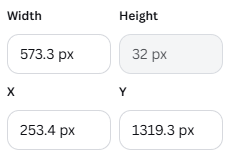 Width Height
573.3 px 32 px
X Y
253.4 px 1319.3 px